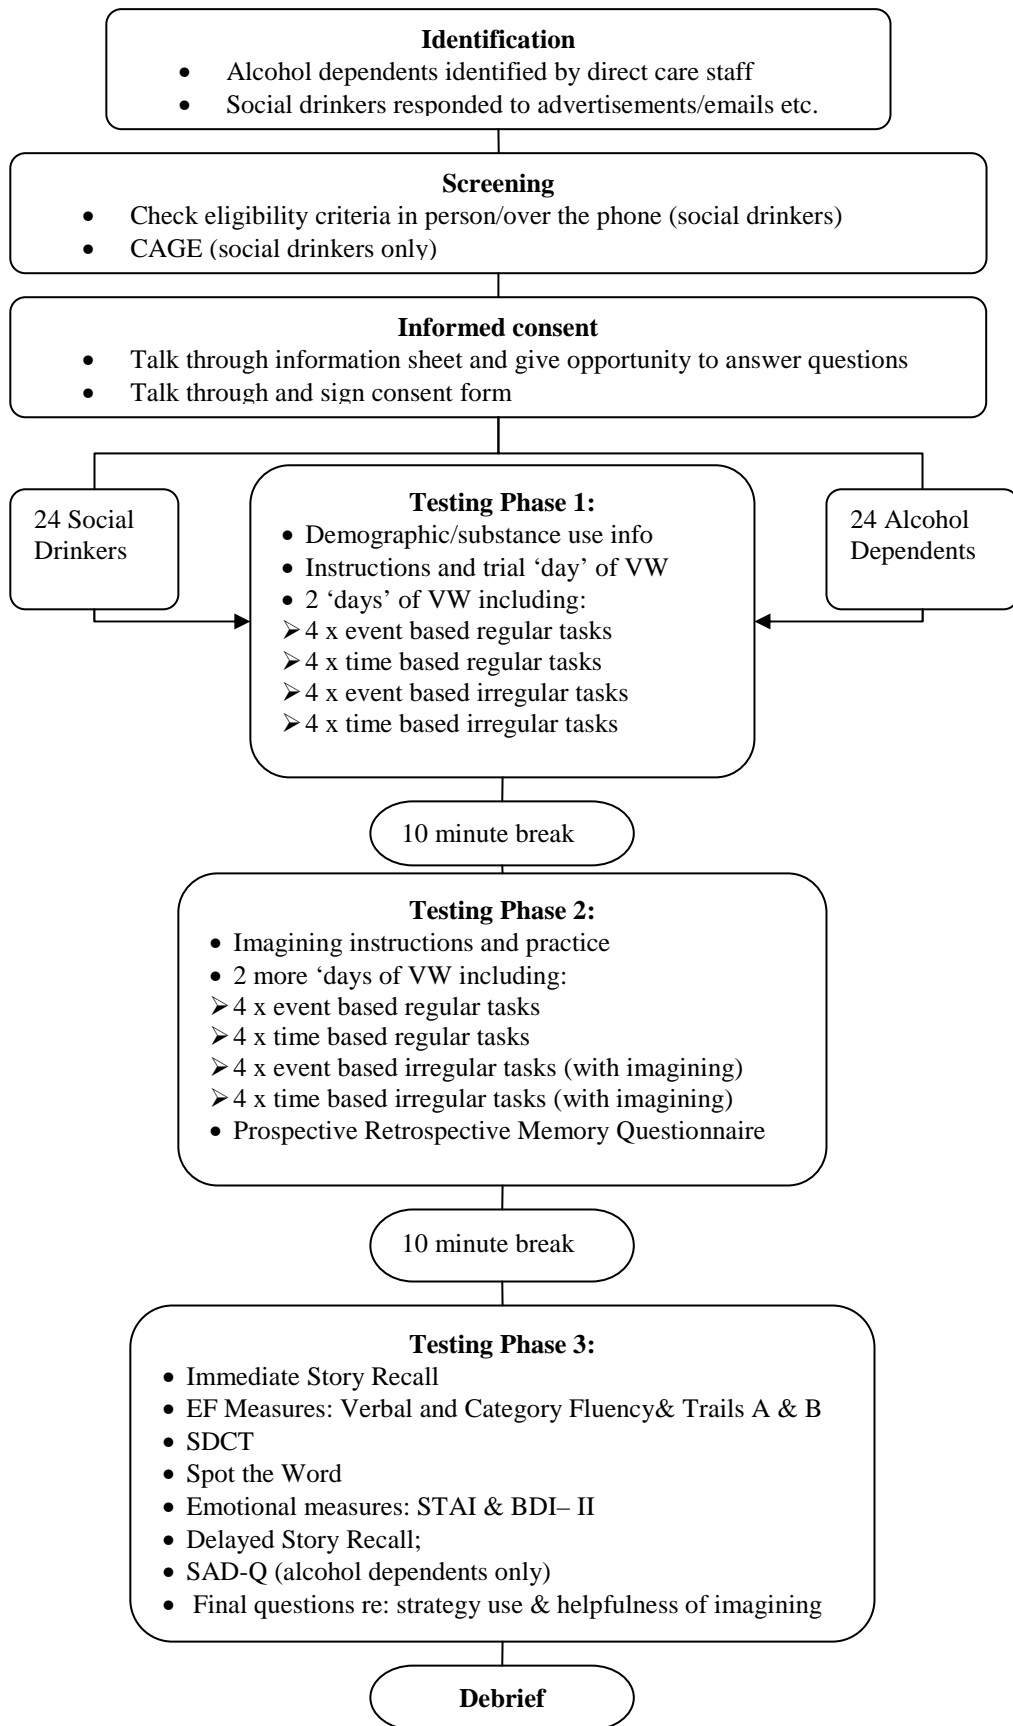 Identification
• Alcohol dependents identified by direct care staff
• Social drinkers responded to advertisements/emails etc.
Screening
• Check eligibility criteria in person/over the phone (social drinkers)
• CAGE (social drinkers only)
Informed consent
• Talk through information sheet and give opportunity to answer questions
• Talk through and sign consent form
24 Social
Drinkers
Testing Phase 1:
• Demographic/substance use info
• Instructions and trial ‘day’ of VW
• 2 ‘days’ of VW including:
➢ 4 x event based regular tasks
➢ 4 x time based regular tasks
➢ 4 x event based irregular tasks
➢ 4 x time based irregular tasks
24 Alcohol
Dependents
10 minute break
Testing Phase 2:
• Imagining instructions and practice
• 2 more ‘days of VW including:
➢ 4 x event based regular tasks
➢ 4 x time based regular tasks
➢ 4 x event based irregular tasks (with imagining)
➢ 4 x time based irregular tasks (with imagining)
• Prospective Retrospective Memory Questionnaire
10 minute break
Testing Phase 3:
• Immediate Story Recall
• EF Measures: Verbal and Category Fluency& Trails A & B
• SDCT
• Spot the Word
• Emotional measures: STAI & BDI– II
• Delayed Story Recall;
• SAD-Q (alcohol dependents only)
• Final questions re: strategy use & helpfulness of imagining
Debrief